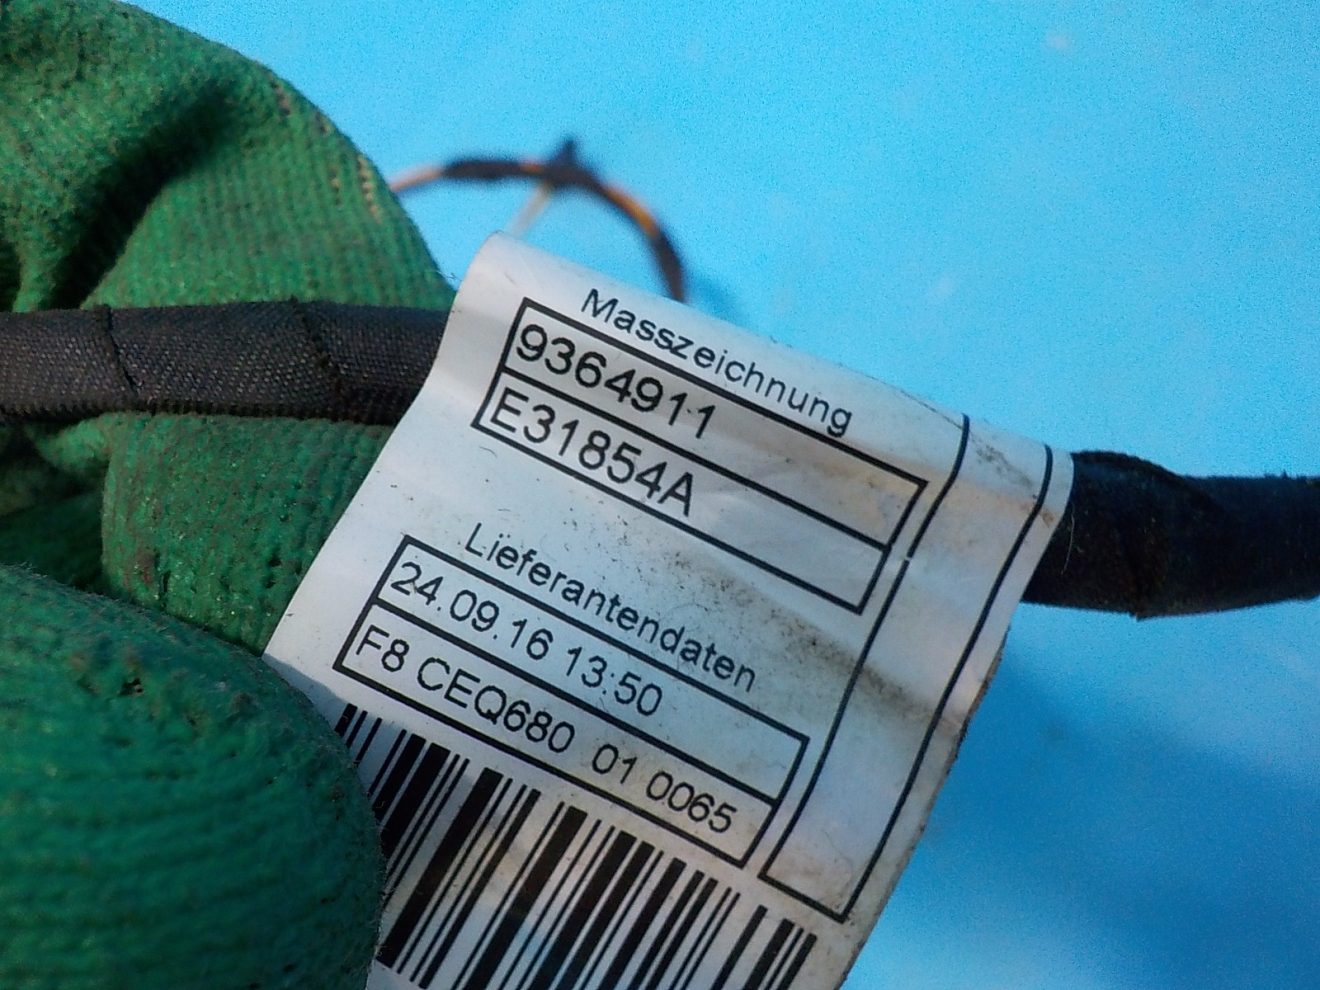 Masszeichnung
9364911
E31854A
Lieferantendaten
24.09.16 13:50
F8 CEQ680 01 0065